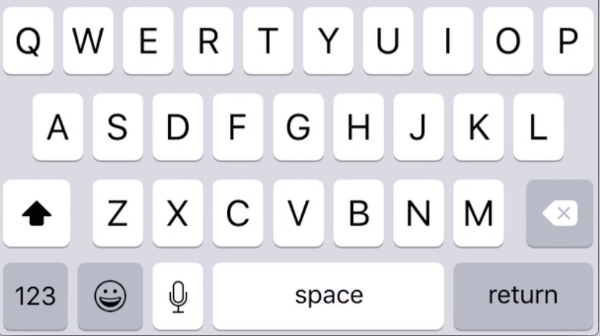 Q W E R T Y U I O P
A S D F G H J K L
Z X C V B N M
123 space return